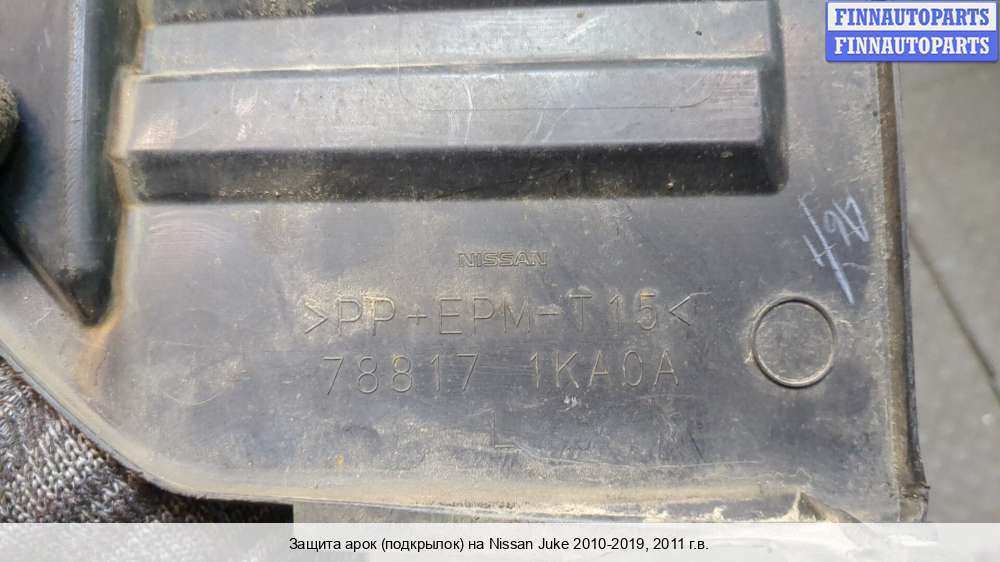 FINNAUTOPARTS
FINNAUTOPARTS
NISSAN
>PP+EPM-T15<
78817 1KA0A
L
Защита арок (подкрылок) на Nissan Juke 2010-2019, 2011 г.в.